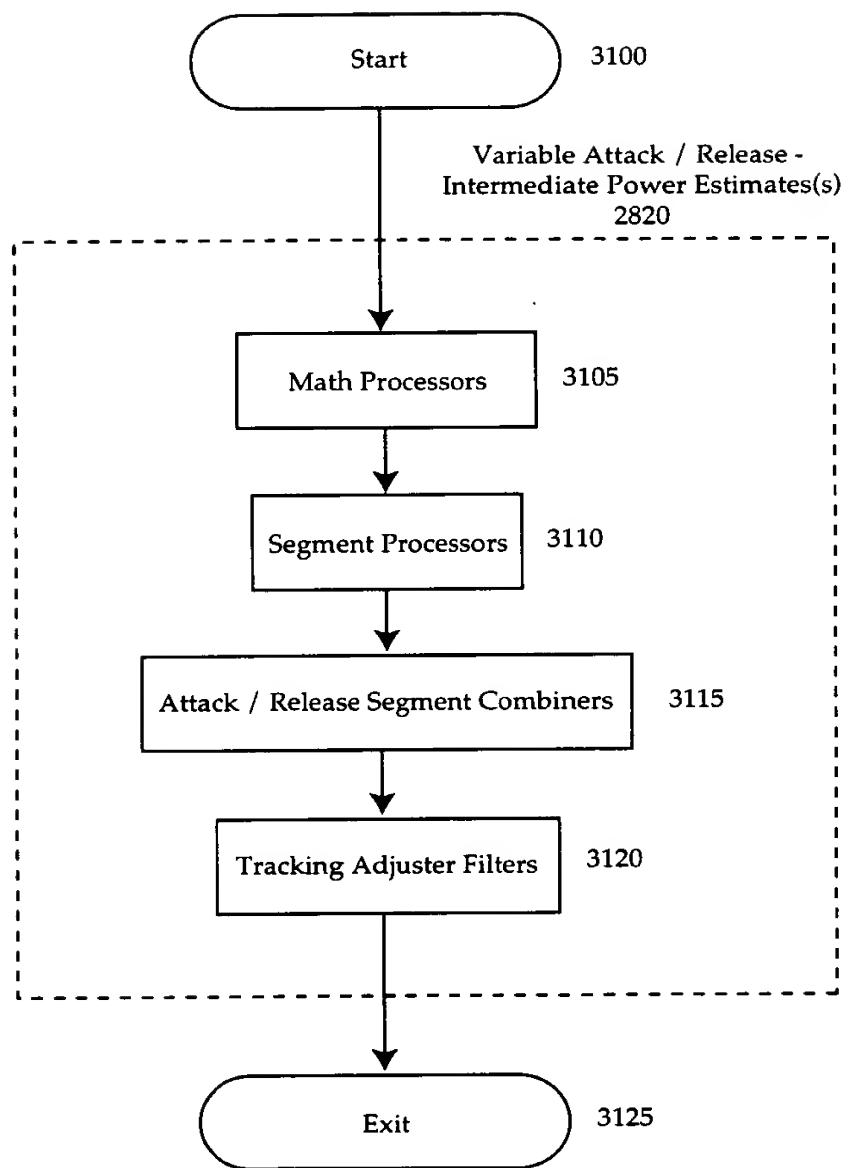 Start
3100
Variable Attack / Release -
Intermediate Power Estimates(s)
2820
Math Processors
3105
Segment Processors
3110
Attack / Release Segment Combiners
3115
Tracking Adjuster Filters
3120
Exit
3125